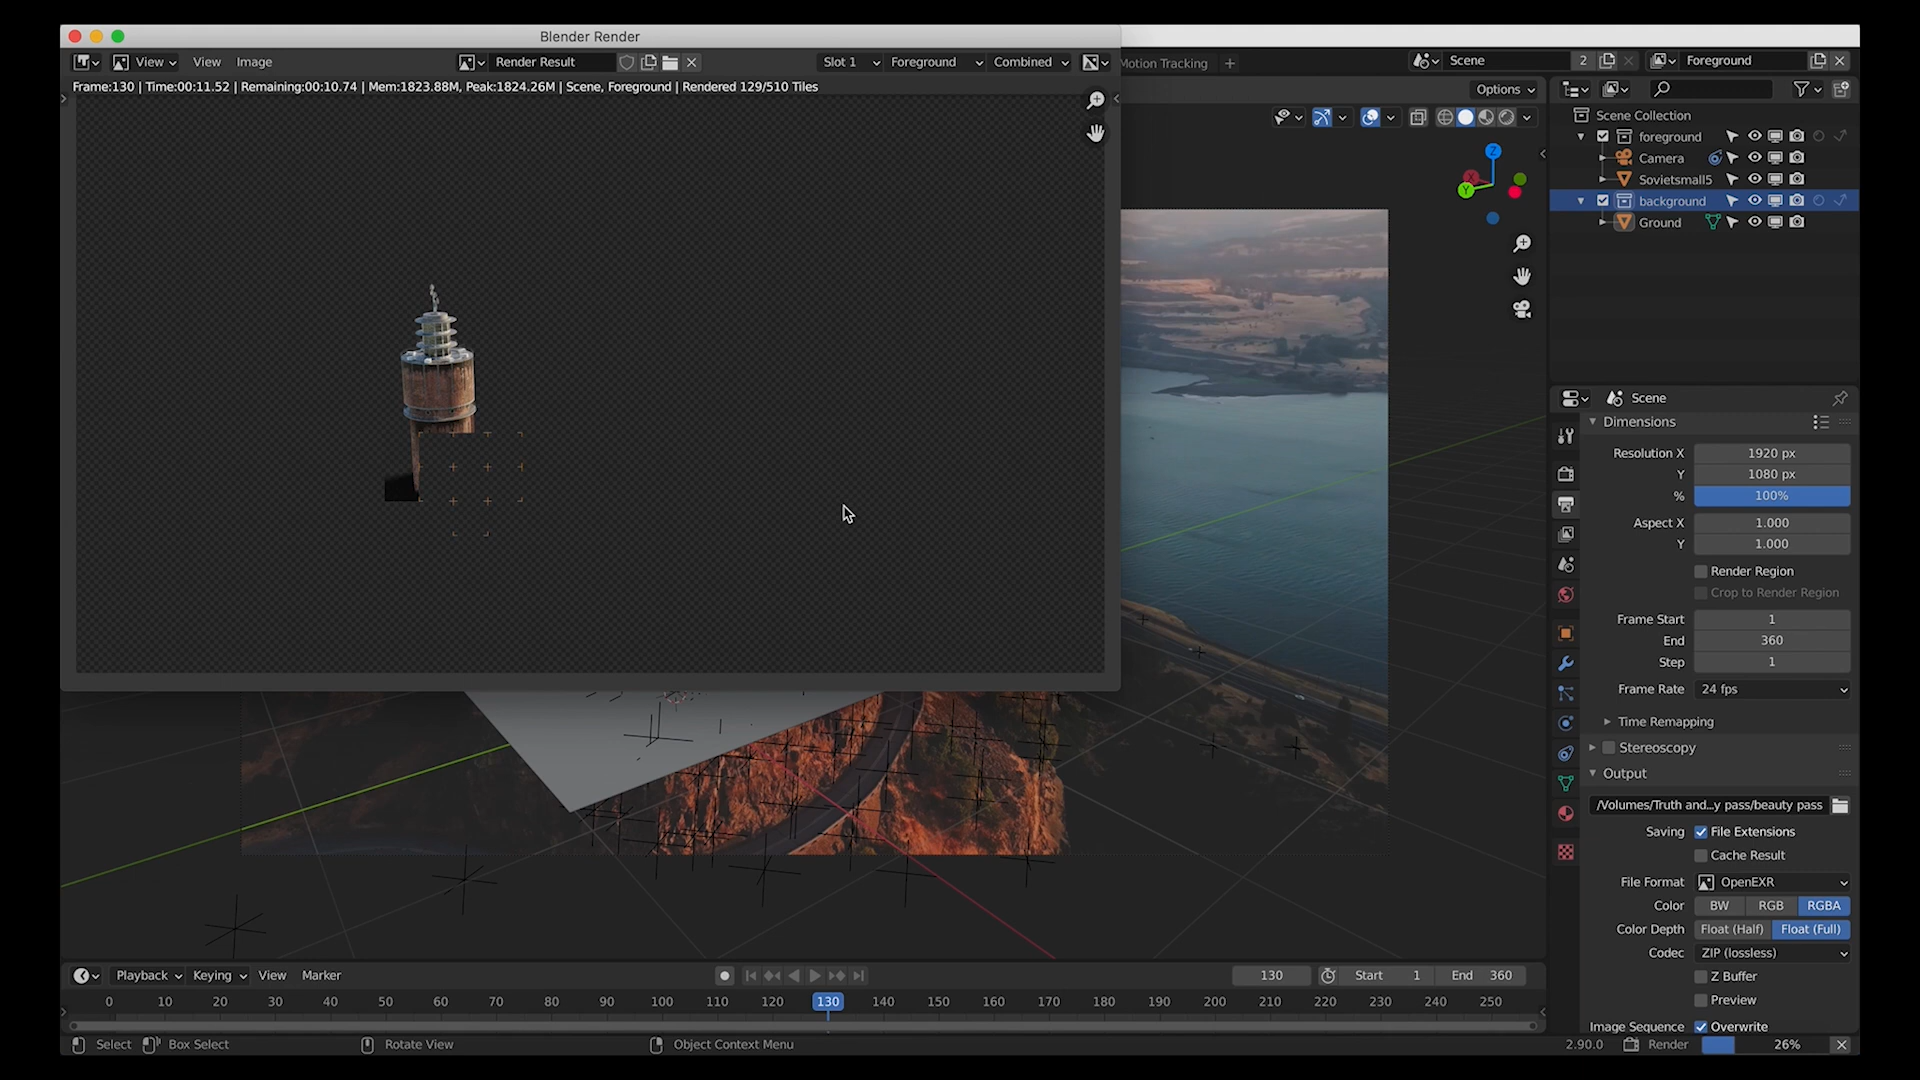 Blender Render
View View Image Render Result Slot 1 Foreground Combined
Motion Tracking + Scene 2 Foreground
Frame:130 | Time:00:11.52 | Remaining:00:10.74 | Mem:1823.88M, Peak:1824.26M | Scene, Foreground | Rendered 129/510 Tiles
Options
Scene Collection
foreground
Camera
Sovietsmall5
background
Ground
Z
X
Y
Scene
Dimensions
Resolution X 1920 px
Y 1080 px
% 100%
Aspect X 1.000
Y 1.000
Render Region
Crop to Render Region
Frame Start 1
End 360
Step 1
Frame Rate 24 fps
Time Remapping
Stereoscopy
Output
/Volumes/Truth and...y pass/beauty pass
Saving File Extensions
Cache Result
File Format OpenEXR
Color BW RGB RGBA
Color Depth Float (Half) Float (Full)
Codec ZIP (lossless)
Z Buffer
Preview
Image Sequence Overwrite
Playback Keying View Marker 130 Start 1 End 360
0 10 20 30 40 50 60 70 80 90 100 110 120 130 140 150 160 170 180 190 200 210 220 230 240 250
Select Box Select Rotate View Object Context Menu 2.90.0 Render 26%